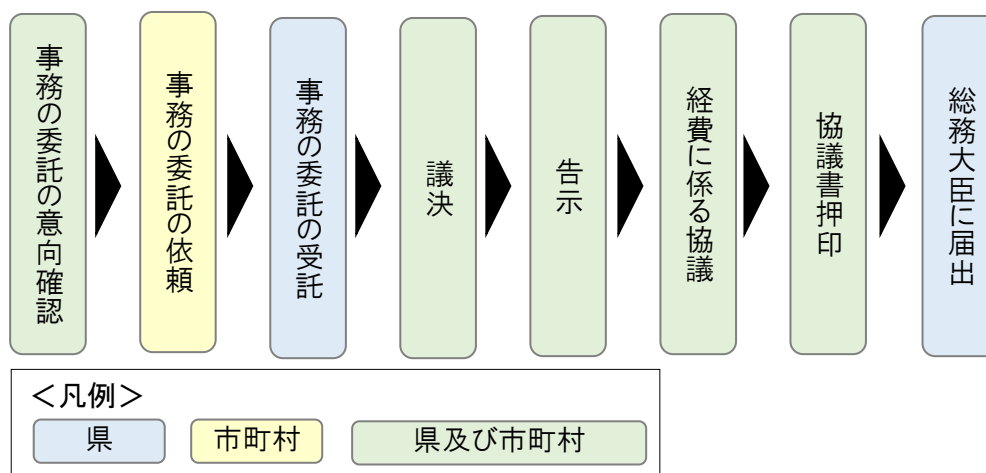 事務の委託の意向確認
事務の委託の依頼
事務の委託の受託
議決
告示
経費に係る協議
協議書押印
総務大臣に届出
＜凡例＞
県
市町村
県及び市町村